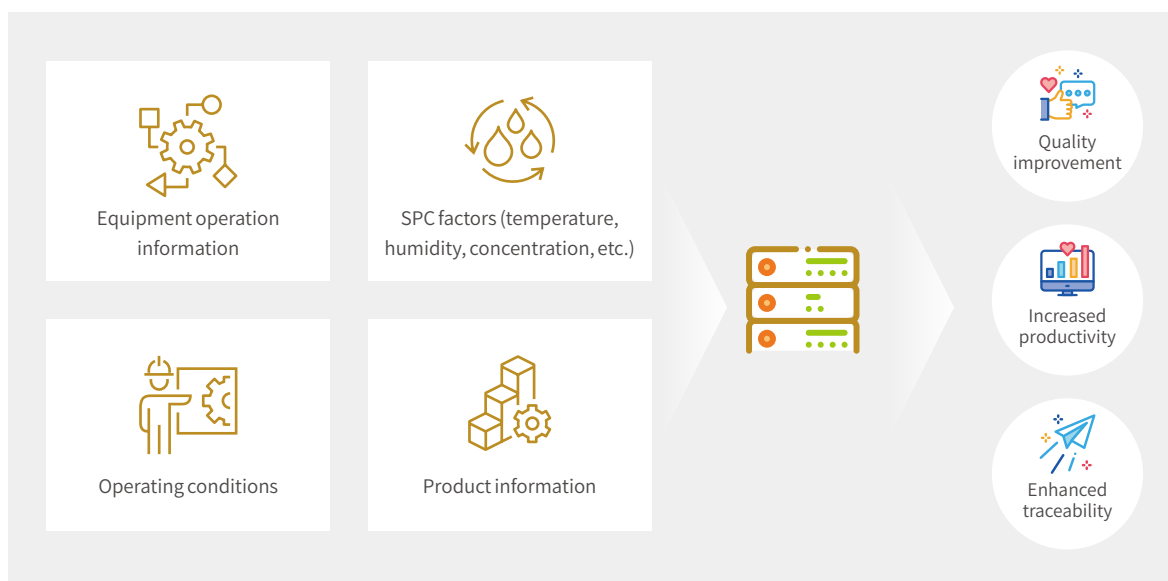 Equipment operation
information
SPC factors (temperature,
humidity, concentration, etc.)
Operating conditions
Product information
Quality
improvement
Increased
productivity
Enhanced
traceability